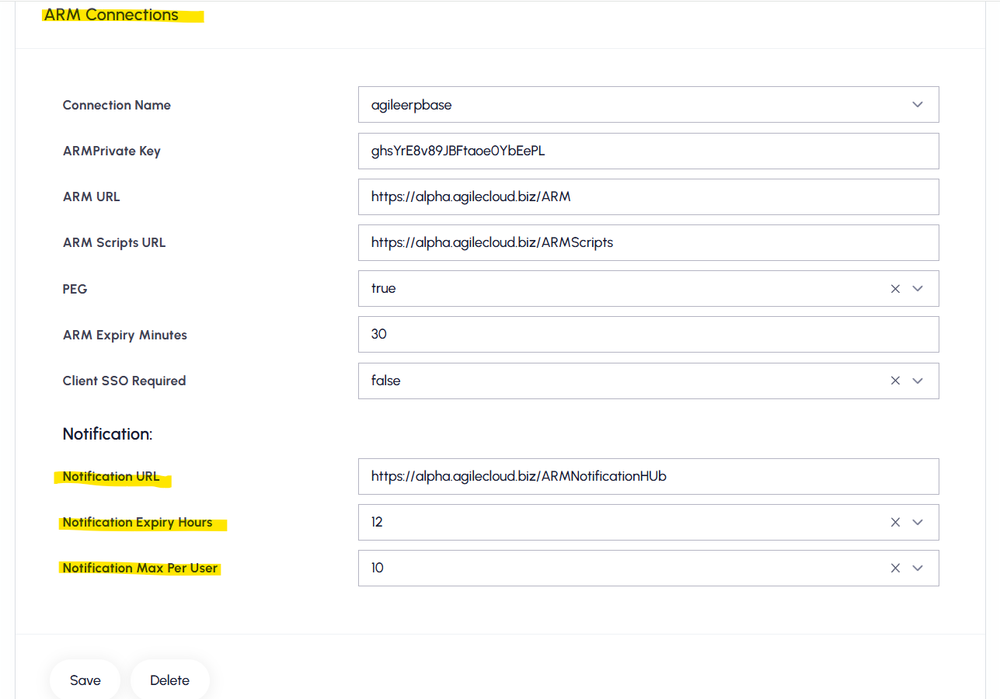 ARM Connections
Connection Name
agileerpbase
ARMPrivate Key
ghsYrE8v89JBFtaoe0YbEePL
ARM URL
https://alpha.agilecloud.biz/ARM
ARM Scripts URL
https://alpha.agilecloud.biz/ARMScripts
PEG
true
ARM Expiry Minutes
30
Client SSO Required
false
Notification:
Notification URL
https://alpha.agilecloud.biz/ARMNotificationHUb
Notification Expiry Hours
12
Notification Max Per User
10
Save
Delete